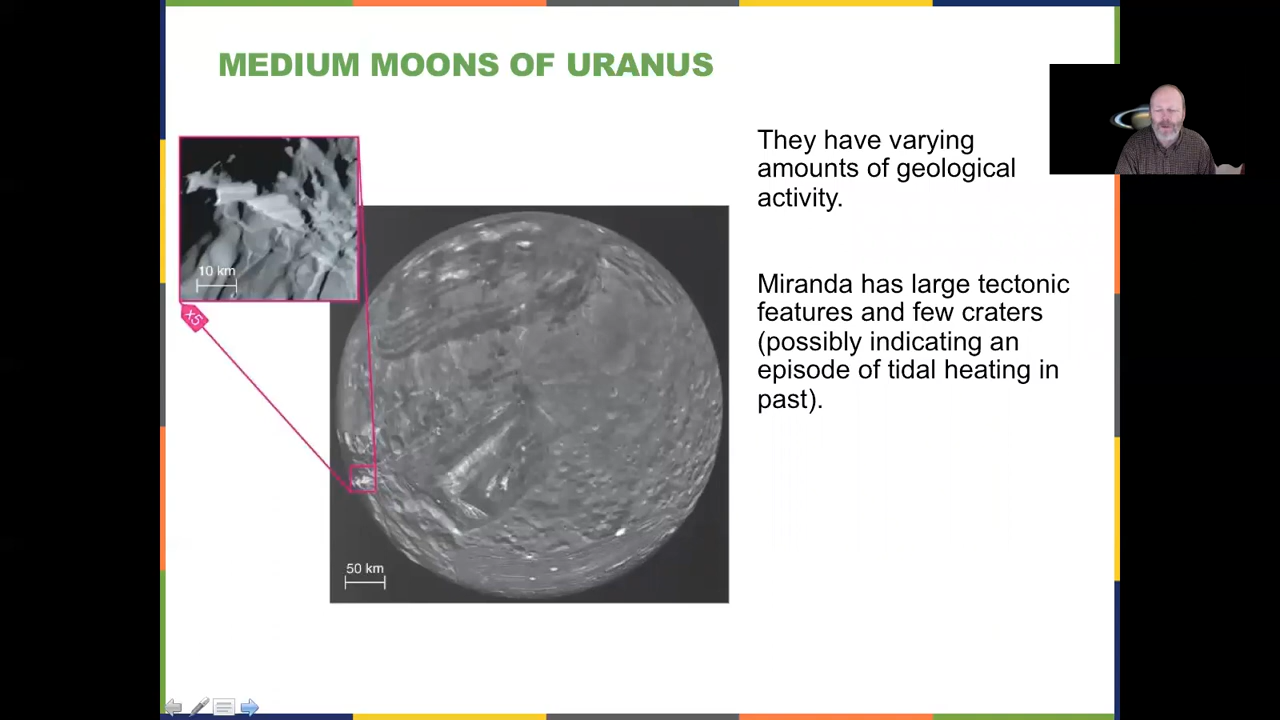 MEDIUM MOONS OF URANUS
They have varying
amounts of geological
activity.
Miranda has large tectonic
features and few craters
(possibly indicating an
episode of tidal heating in
past).
10 km
x5
50 km